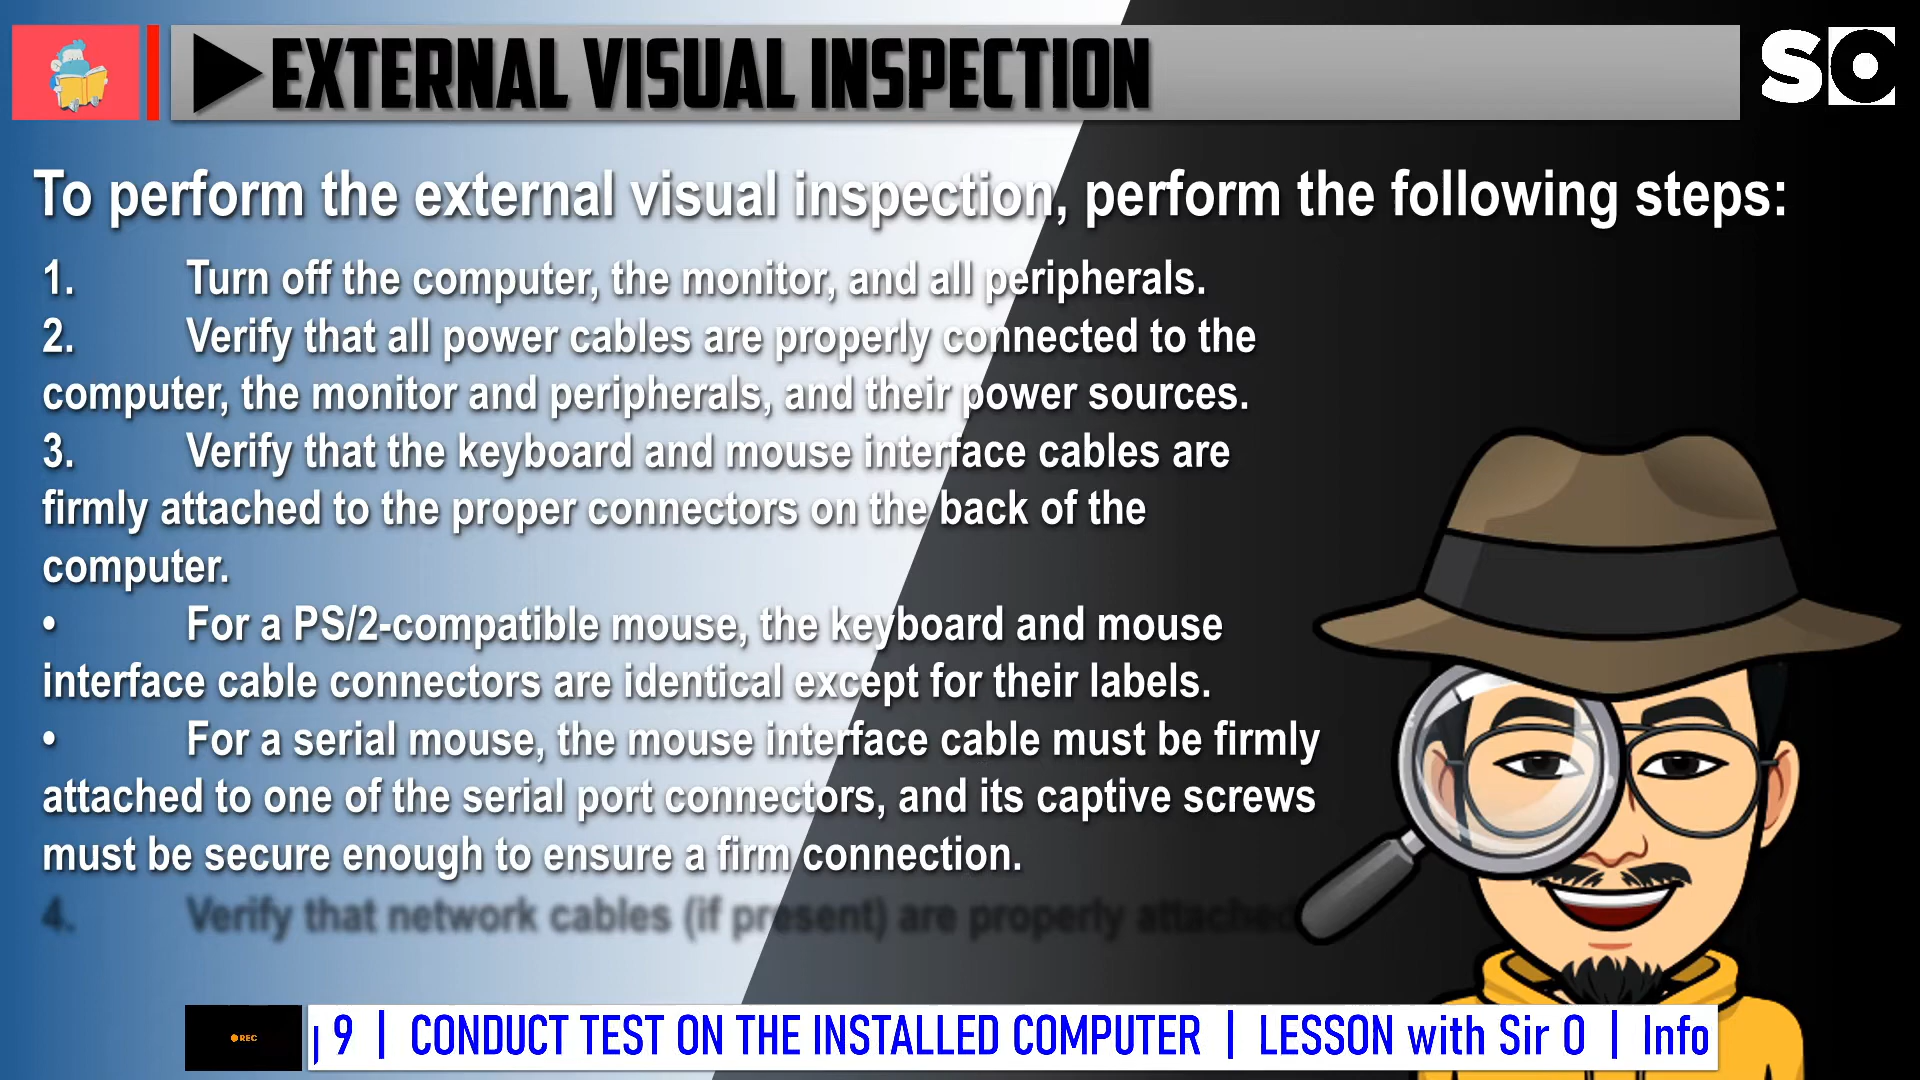 EXTERNAL VISUAL INSPECTION
SO
To perform the external visual inspection, perform the following steps:
1. Turn off the computer, the monitor, and all peripherals.
2. Verify that all power cables are properly connected to the
computer, the monitor and peripherals, and their power sources.
3. Verify that the keyboard and mouse interface cables are
firmly attached to the proper connectors on the back of the
computer.
• For a PS/2-compatible mouse, the keyboard and mouse
interface cable connectors are identical except for their labels.
• For a serial mouse, the mouse interface cable must be firmly
attached to one of the serial port connectors, and its captive screws
must be secure enough to ensure a firm connection.
4. Verify that network cables (if present) are properly attached
REC
9 | CONDUCT TEST ON THE INSTALLED COMPUTER | LESSON with Sir O | Info